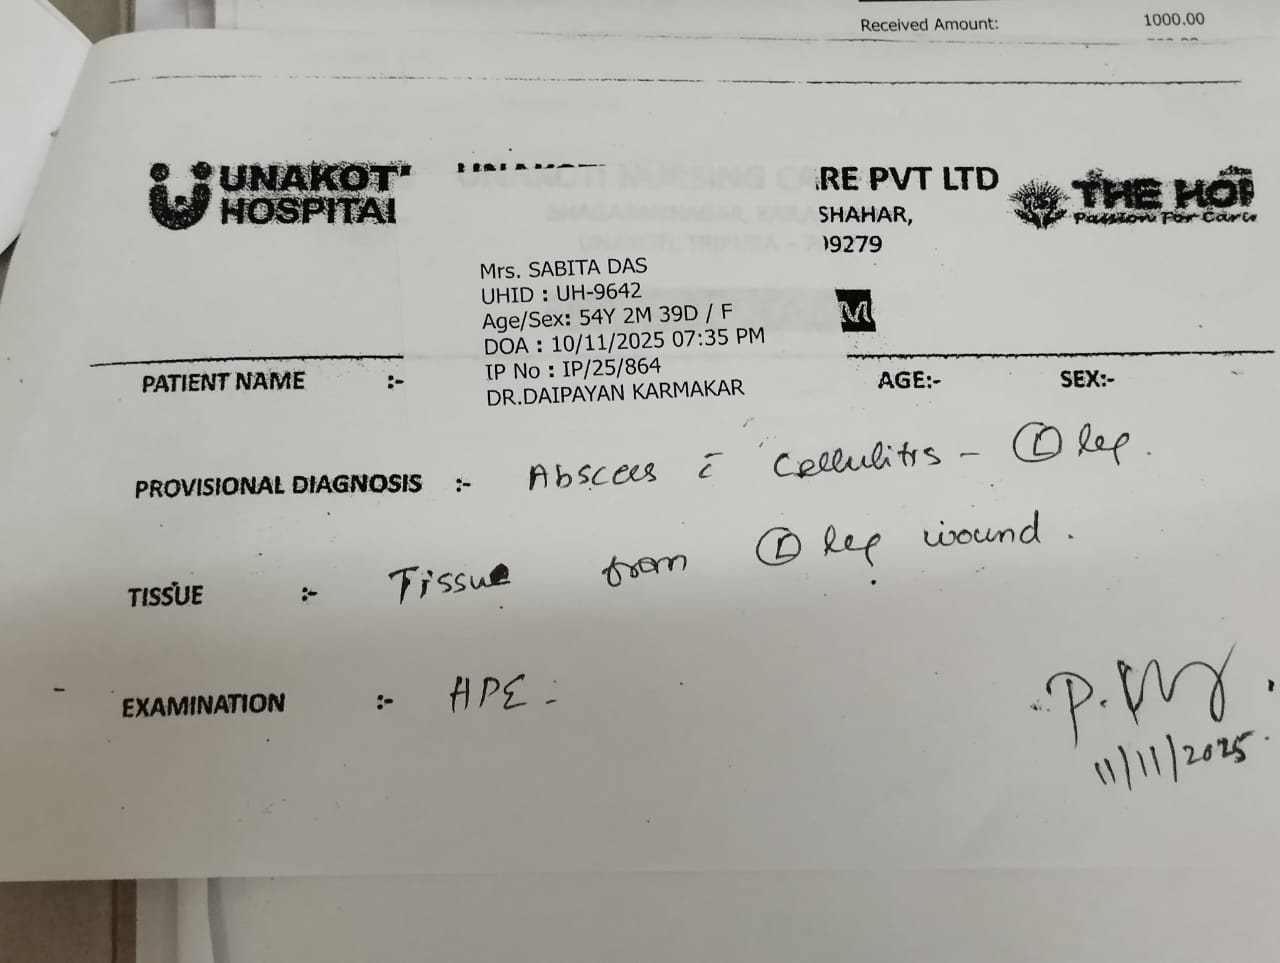 Received Amount: 1000.00
UNAKOT
HOSPITAL
RE PVT LTD
SHAHAR,
09279
THE HOP
Passion For Care
Mrs. SABITA DAS
UHID : UH-9642
Age/Sex: 54Y 2M 39D / F
DOA : 10/11/2025 07:35 PM
IP No : IP/25/864
DR.DAIPAYAN KARMAKAR
M
PATIENT NAME :- AGE:- SEX:-
PROVISIONAL DIAGNOSIS :- Abscess c̄ cellulitis - Ⓛ leg.
TISSUE :- Tissue from Ⓛ leg wound.
EXAMINATION :- HPE -
11/11/2025